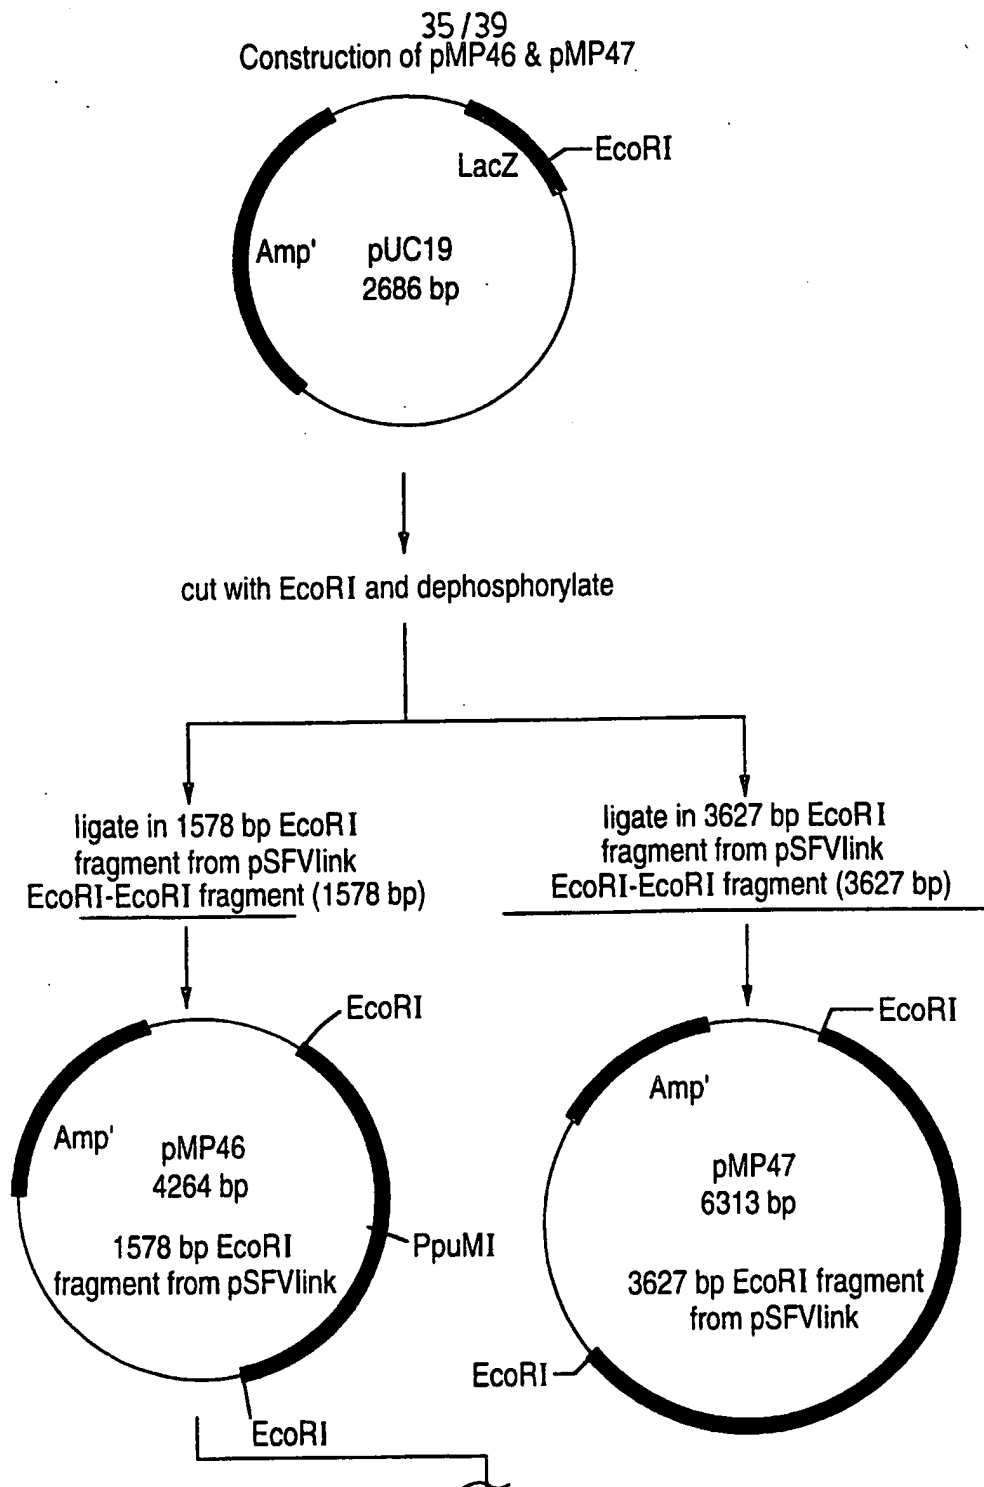 35/39
Construction of pMP46 & pMP47
EcoRI
LacZ
Amp'
pUC19
2686 bp
cut with EcoRI and dephosphorylate
ligate in 1578 bp EcoRI
fragment from pSFVlink
EcoRI-EcoRI fragment (1578 bp)
ligate in 3627 bp EcoRI
fragment from pSFVlink
EcoRI-EcoRI fragment (3627 bp)
EcoRI
Amp'
pMP46
4264 bp
1578 bp EcoRI
fragment from pSFVlink
PpuMI
EcoRI
EcoRI
Amp'
pMP47
6313 bp
3627 bp EcoRI fragment
from pSFVlink
EcoRI